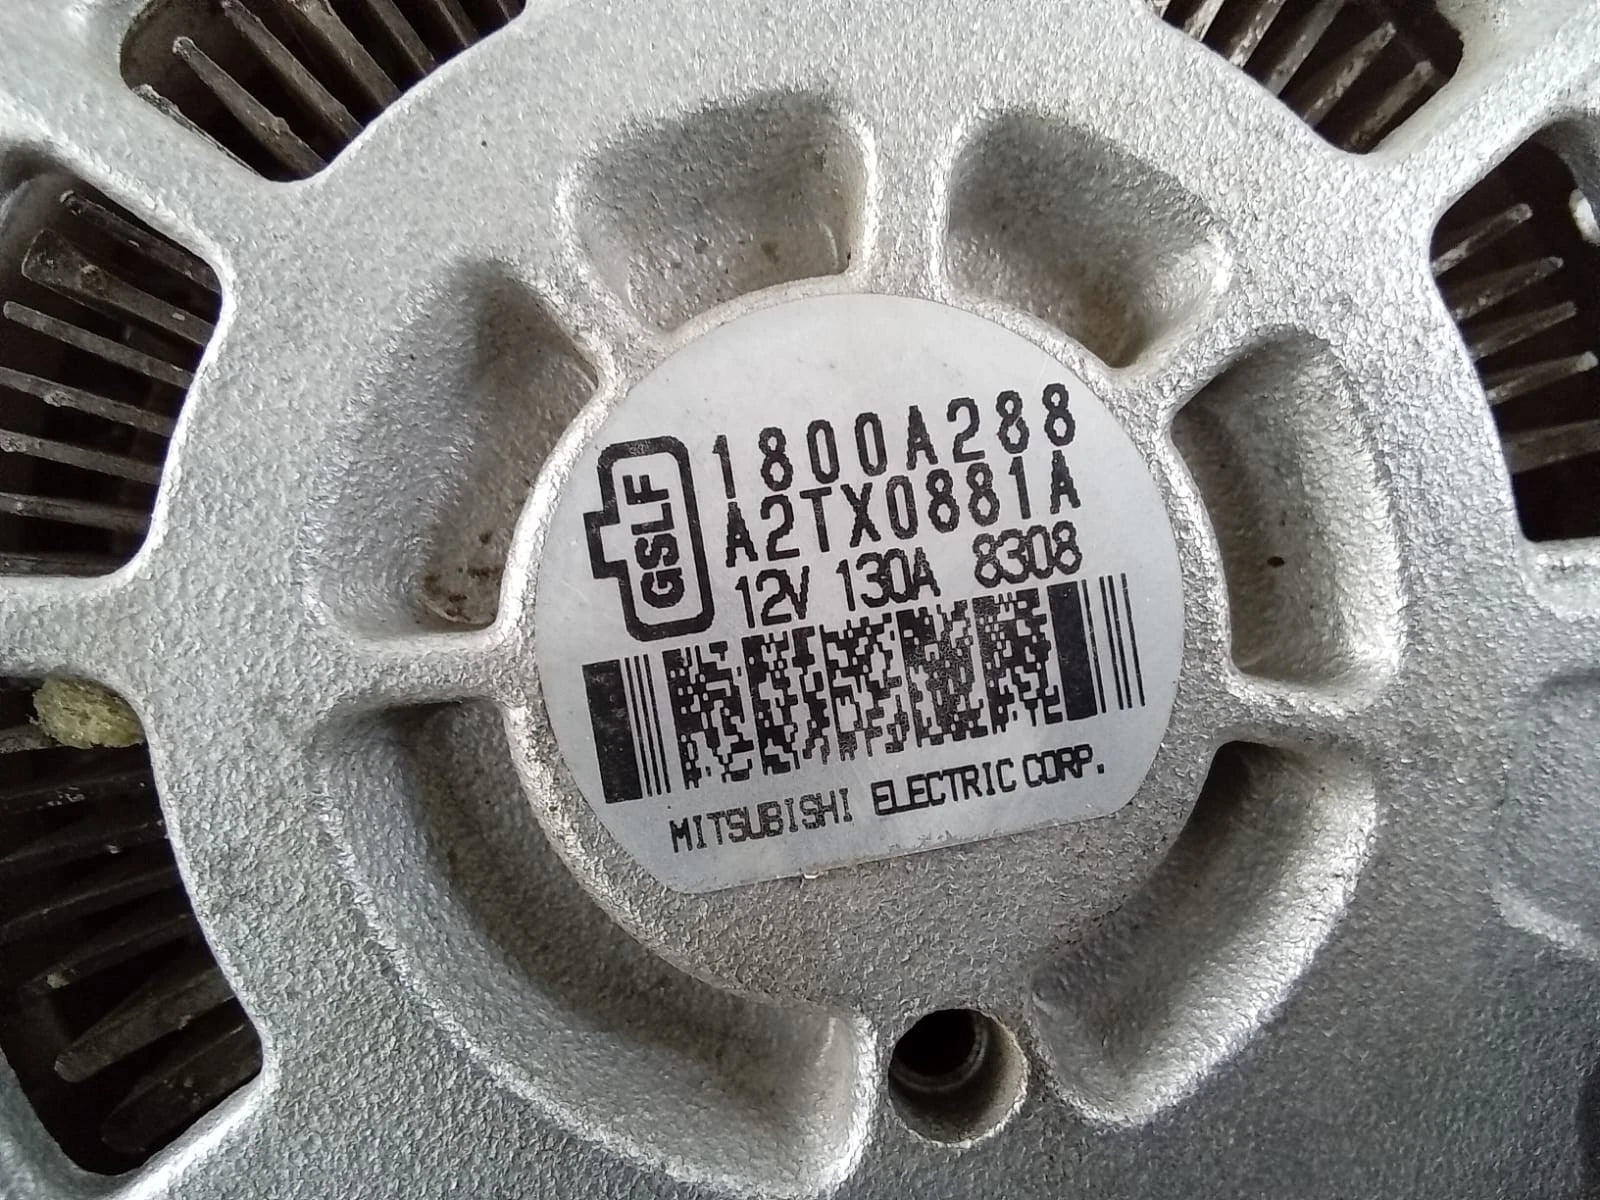 1800A288
A2TX0881A
12V 130A 8308
GSLF
MITSUBISHI ELECTRIC CORP.